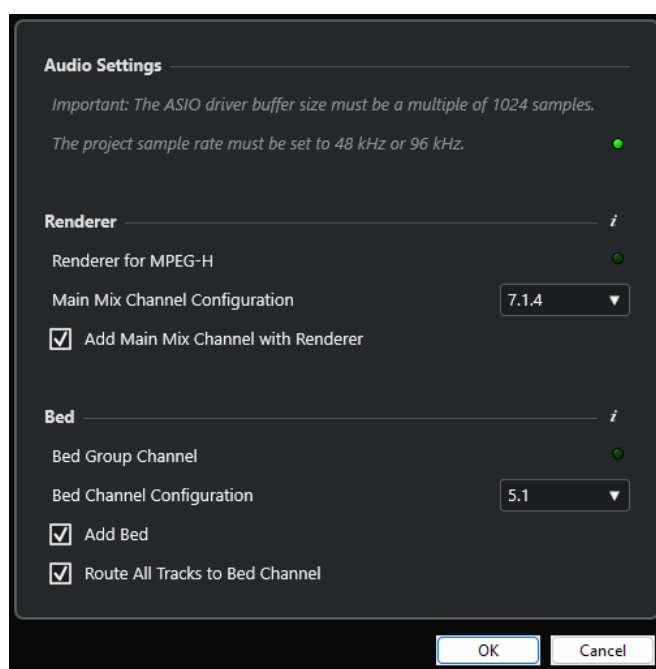 Audio Settings
Important: The ASIO driver buffer size must be a multiple of 1024 samples.
The project sample rate must be set to 48 kHz or 96 kHz.
Renderer i
Renderer for MPEG-H
Main Mix Channel Configuration 7.1.4
Add Main Mix Channel with Renderer
Bed i
Bed Group Channel
Bed Channel Configuration 5.1
Add Bed
Route All Tracks to Bed Channel
OK Cancel